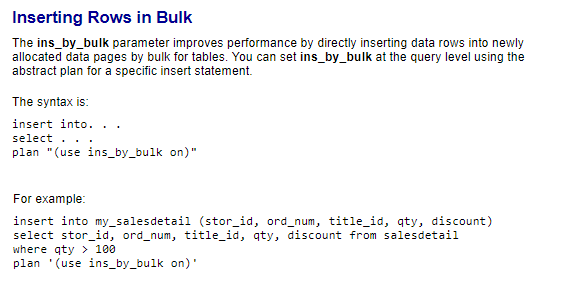 Inserting Rows in Bulk
The ins_by_bulk parameter improves performance by directly inserting data rows into newly
allocated data pages by bulk for tables. You can set ins_by_bulk at the query level using the
abstract plan for a specific insert statement.
The syntax is:
insert into. . .
select . . .
plan "(use ins_by_bulk on)"
For example:
insert into my_salesdetail (stor_id, ord_num, title_id, qty, discount)
select stor_id, ord_num, title_id, qty, discount from salesdetail
where qty > 100
plan '(use ins_by_bulk on)'